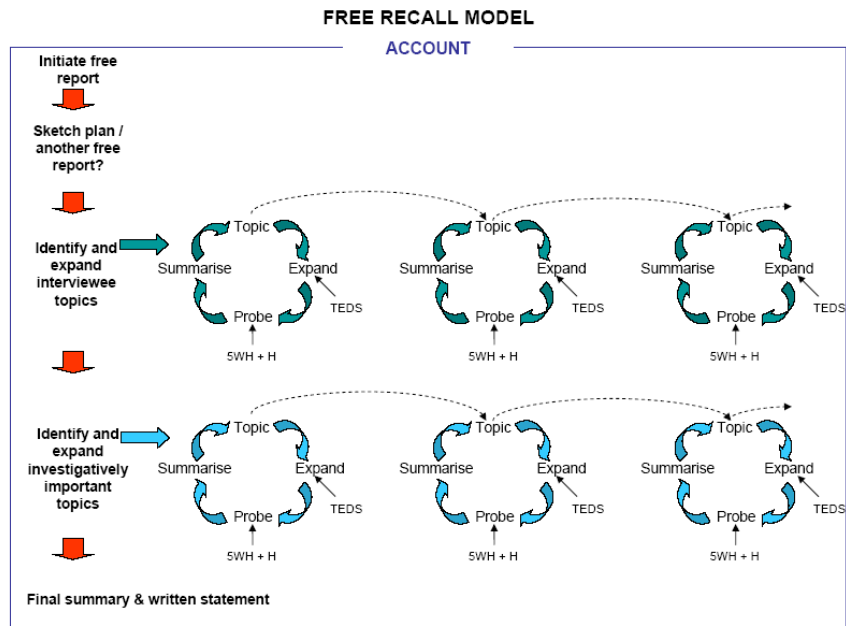 FREE RECALL MODEL
ACCOUNT
Initiate free
report
Sketch plan /
another free
report?
Identify and
expand
interviewee
topics
Topic
Summarise
Expand
Probe
TEDS
5WH + H
Topic
Summarise
Expand
Probe
TEDS
5WH + H
Topic
Summarise
Expand
Probe
TEDS
5WH + H
Identify and
expand
investigatively
important
topics
Topic
Summarise
Expand
Probe
TEDS
5WH + H
Topic
Summarise
Expand
Probe
TEDS
5WH + H
Topic
Summarise
Expand
Probe
TEDS
5WH + H
Final summary & written statement